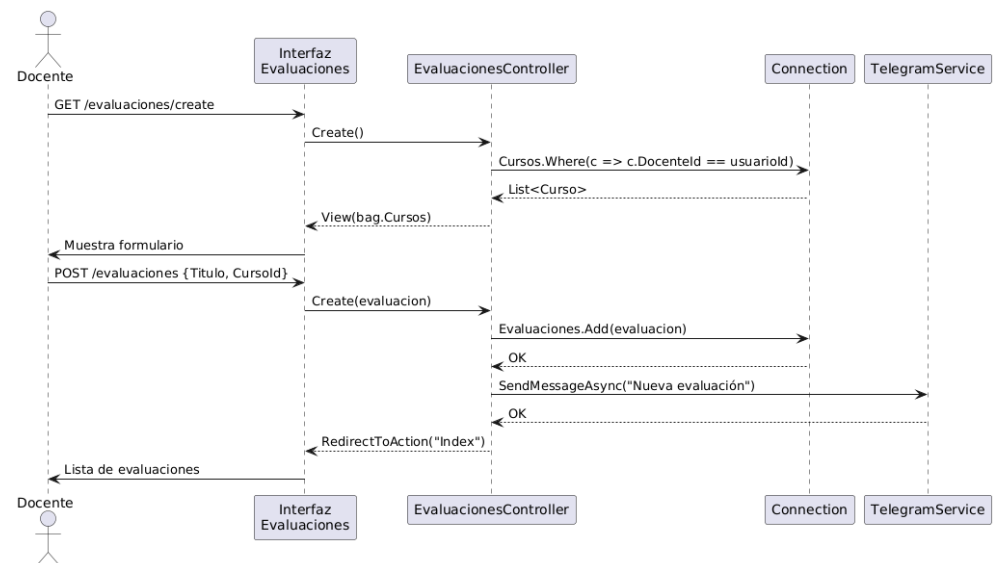 Docente
Interfaz
Evaluaciones
EvaluacionesController
Connection
TelegramService
GET /evaluaciones/create
Create()
Cursos.Where(c => c.DocenteId == usuarioId)
List<Curso>
View(bag.Cursos)
Muestra formulario
POST /evaluaciones {Titulo, CursoId}
Create(evaluacion)
Evaluaciones.Add(evaluacion)
OK
SendMessageAsync("Nueva evaluación")
OK
RedirectToAction("Index")
Lista de evaluaciones
Docente
Interfaz
Evaluaciones
EvaluacionesController
Connection
TelegramService